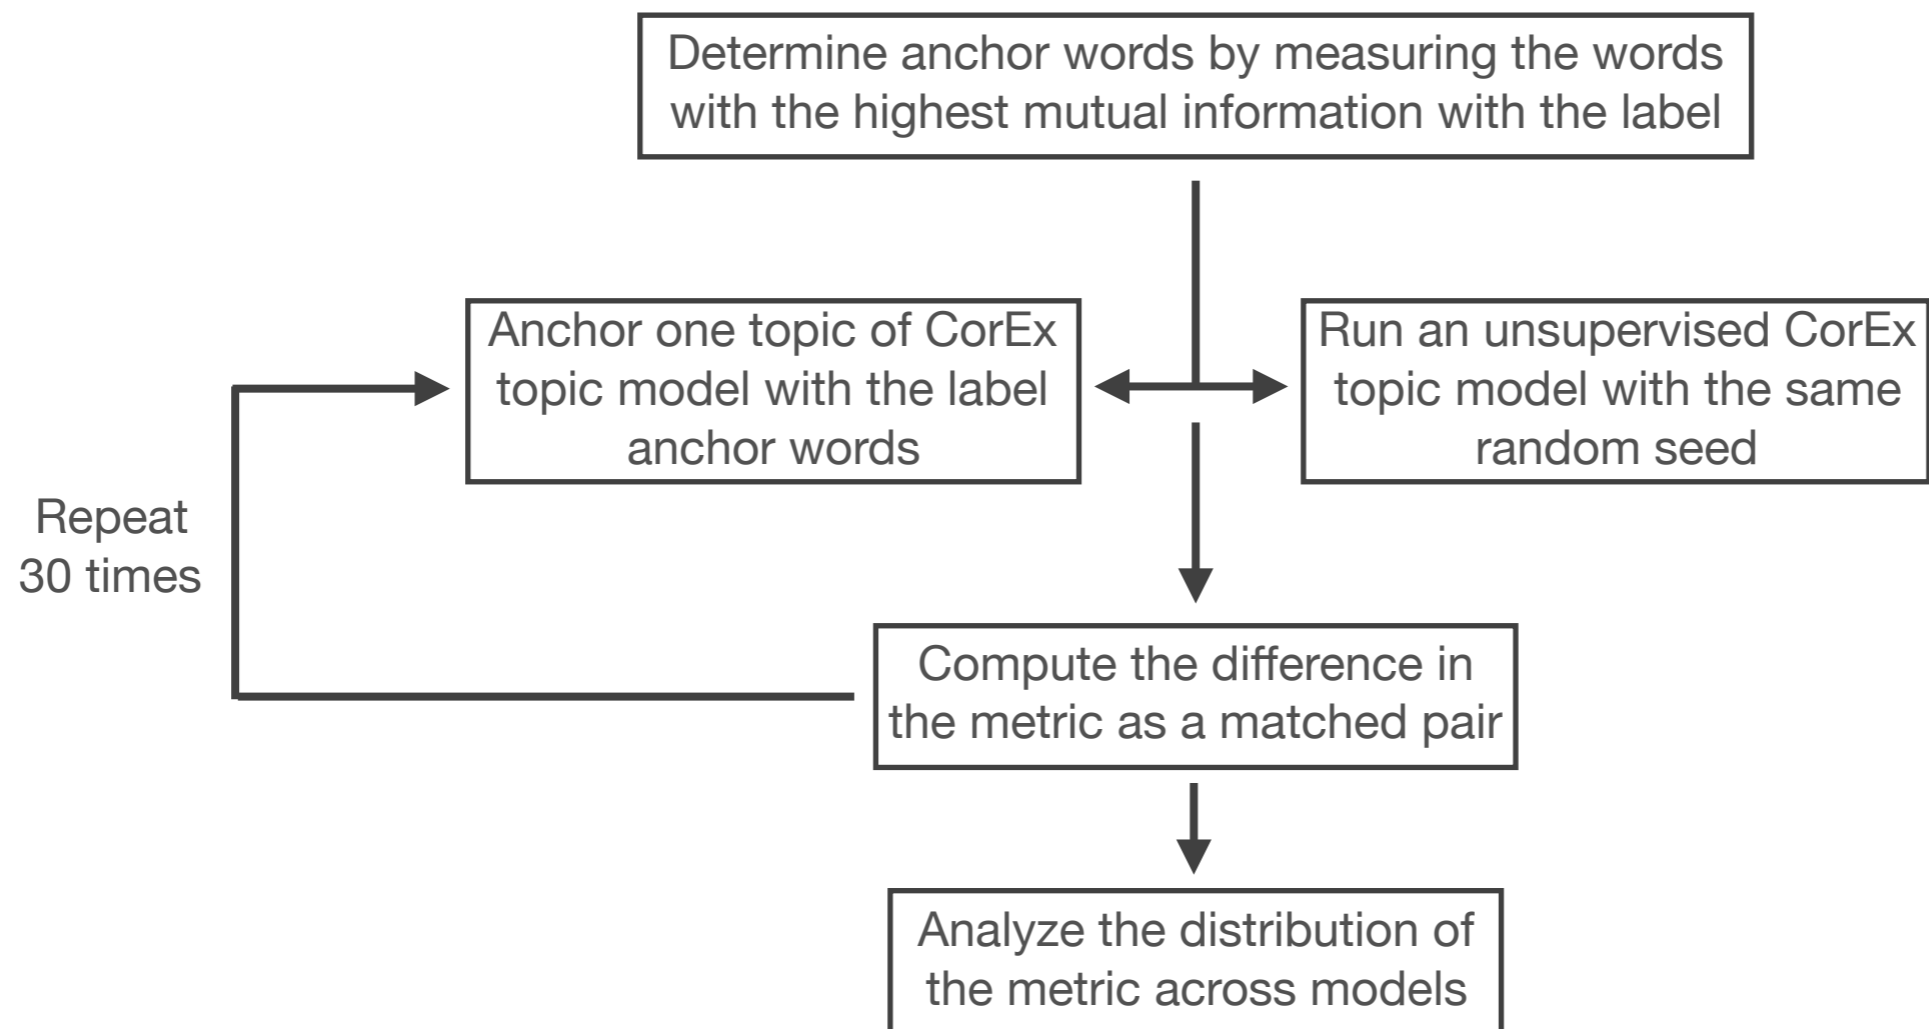 Determine anchor words by measuring the words
with the highest mutual information with the label
Anchor one topic of CorEx
topic model with the label
anchor words
Run an unsupervised CorEx
topic model with the same
random seed
Repeat
30 times
Compute the difference in
the metric as a matched pair
Analyze the distribution of
the metric across models